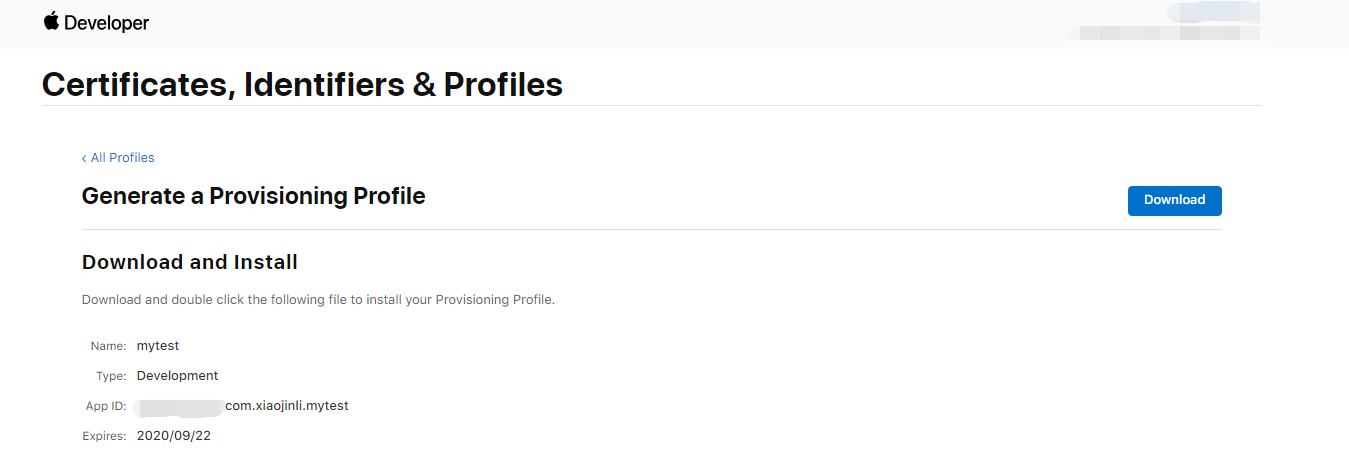 Developer
Certificates, Identifiers & Profiles
‹ All Profiles
Generate a Provisioning Profile
Download
Download and Install
Download and double click the following file to install your Provisioning Profile.
Name: mytest
Type: Development
App ID: com.xiaojinli.mytest
Expires: 2020/09/22